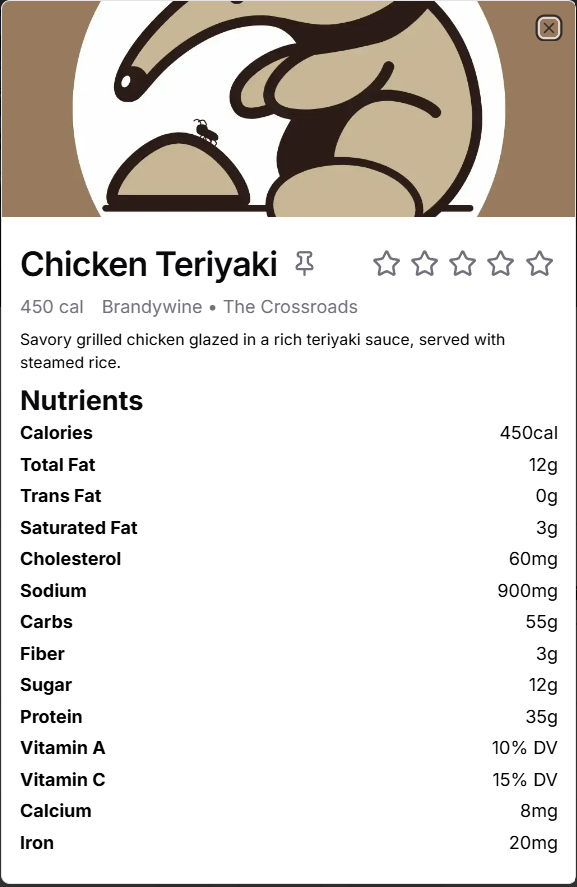 Chicken Teriyaki
450 cal Brandywine • The Crossroads
Savory grilled chicken glazed in a rich teriyaki sauce, served with
steamed rice.
Nutrients
Calories 450cal
Total Fat 12g
Trans Fat 0g
Saturated Fat 3g
Cholesterol 60mg
Sodium 900mg
Carbs 55g
Fiber 3g
Sugar 12g
Protein 35g
Vitamin A 10% DV
Vitamin C 15% DV
Calcium 8mg
Iron 20mg